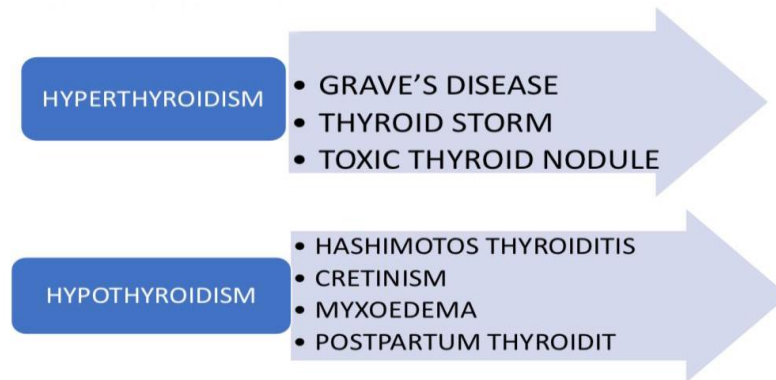 HYPERTHYROIDISM
• GRAVE’S DISEASE
• THYROID STORM
• TOXIC THYROID NODULE
HYPOTHYROIDISM
• HASHIMOTOS THYROIDITIS
• CRETINISM
• MYXOEDEMA
• POSTPARTUM THYROIDIT